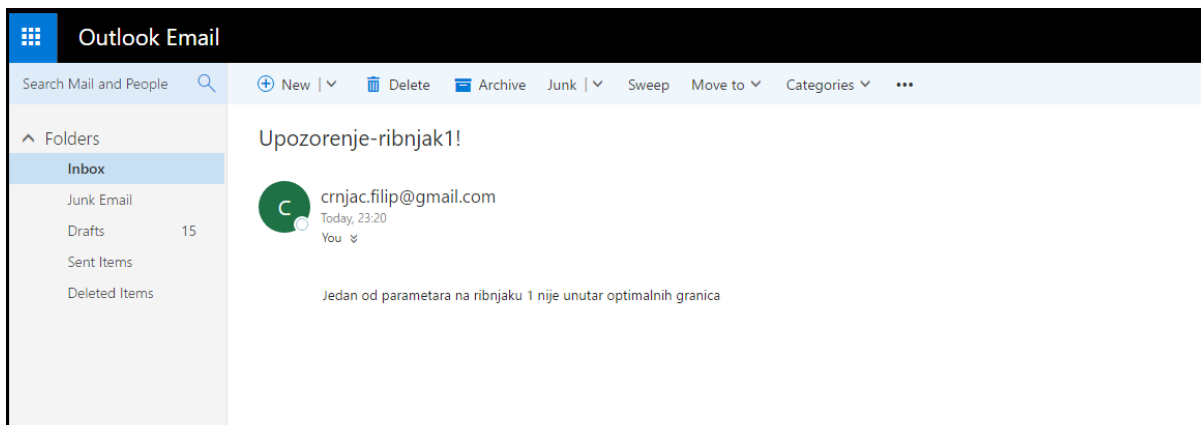 Outlook Email
Search Mail and People
New | Delete Archive Junk | Sweep Move to Categories •••
Folders
Inbox
Junk Email
Drafts 15
Sent Items
Deleted Items
Upozorenje-ribnjak1!
C
crnjac.filip@gmail.com
Today, 23:20
You
Jedan od parametara na ribnjaku 1 nije unutar optimalnih granica